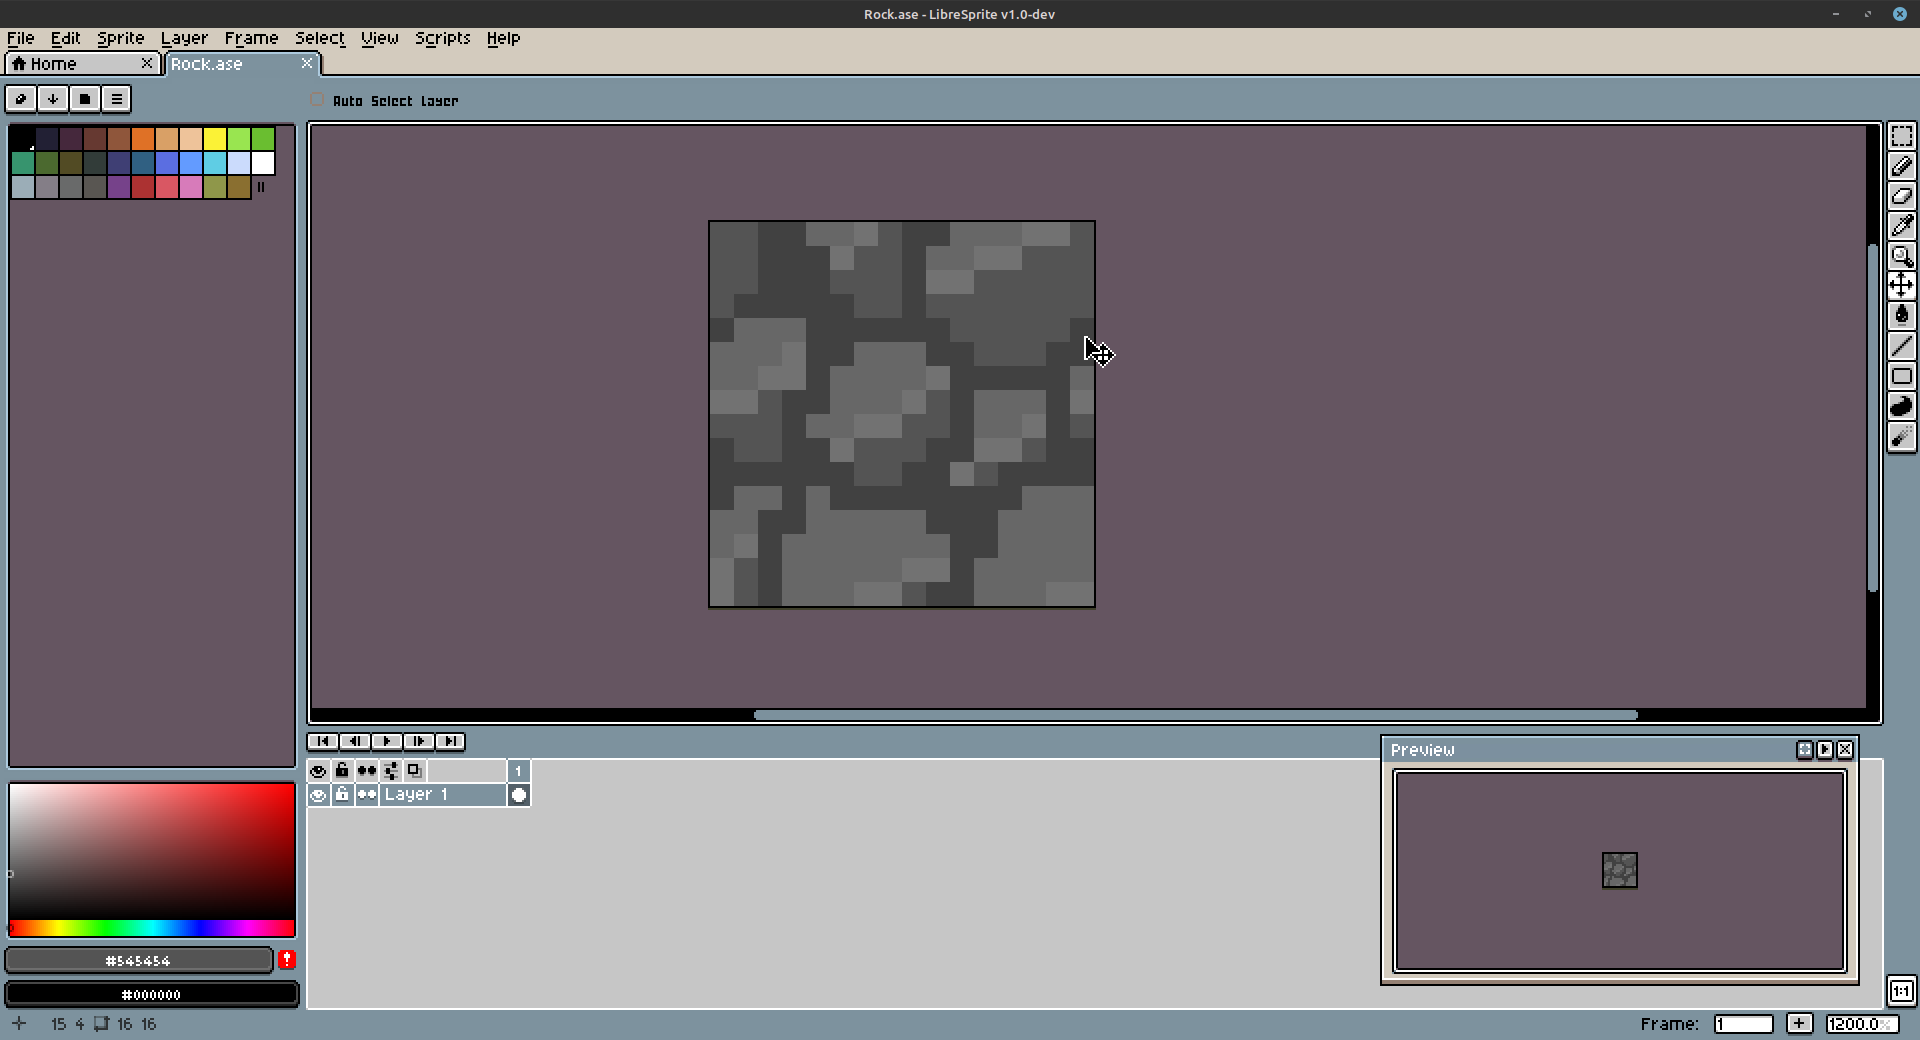 Rock.ase - LibreSprite v1.0-dev
File Edit Sprite Layer Frame Select View Scripts Help
Home Rock.ase
Auto Select Layer
1
Layer 1
Preview
#545454
#000000
1:1
15 4 16 16
Frame: 1 + 1200.0%